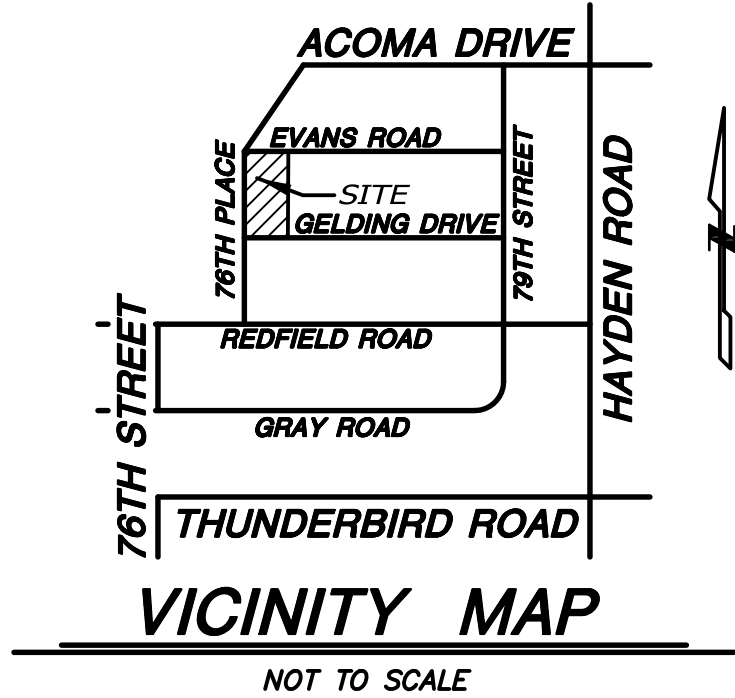 ACOMA DRIVE
EVANS ROAD
76TH PLACE
SITE
GELDING DRIVE
79TH STREET
HAYDEN ROAD
N
REDFIELD ROAD
76TH STREET
GRAY ROAD
THUNDERBIRD ROAD
VICINITY MAP
NOT TO SCALE